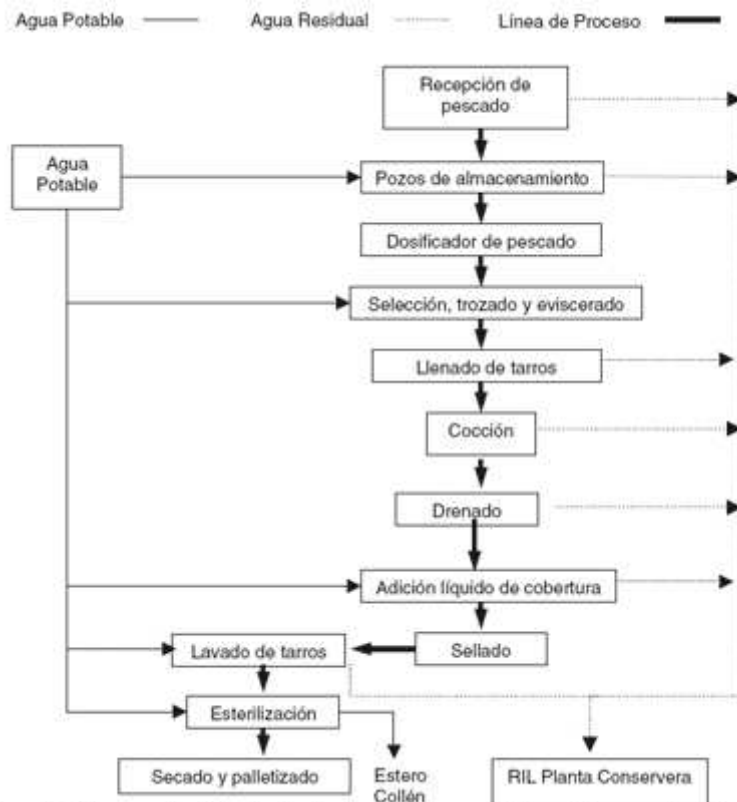 Agua Potable
Agua Residual
Línea de Proceso
Recepción de
pescado
Agua
Potable
Pozos de almacenamiento
Dosificador de pescado
Selección, trozado y eviscerado
Llenado de tarros
Cocción
Drenado
Adición líquido de cobertura
Lavado de tarros
Sellado
Esterilización
Secado y palletizado
Estero
Collén
RIL Planta Conservera